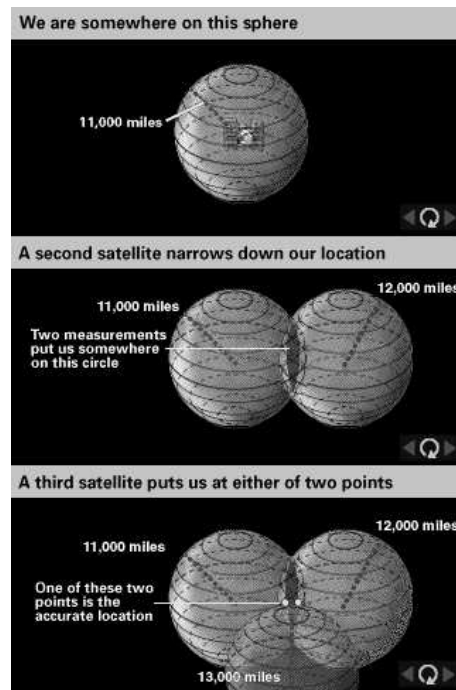 We are somewhere on this sphere
11,000 miles
A second satellite narrows down our location
12,000 miles
11,000 miles
Two measurements
put us somewhere
on this circle
A third satellite puts us at either of two points
12,000 miles
11,000 miles
One of these two
points is the
accurate location
13,000 miles